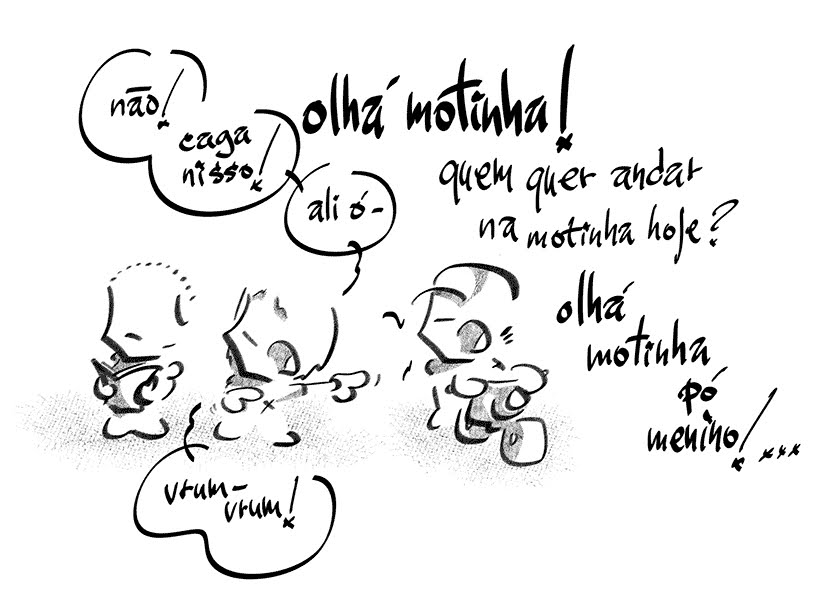 não!
caga
nisso!
ali ó-
olhá motinha!
quem quer andar
na motinha hoje?
olhá
motinha
pó
menino!...
vrum-
vrum!